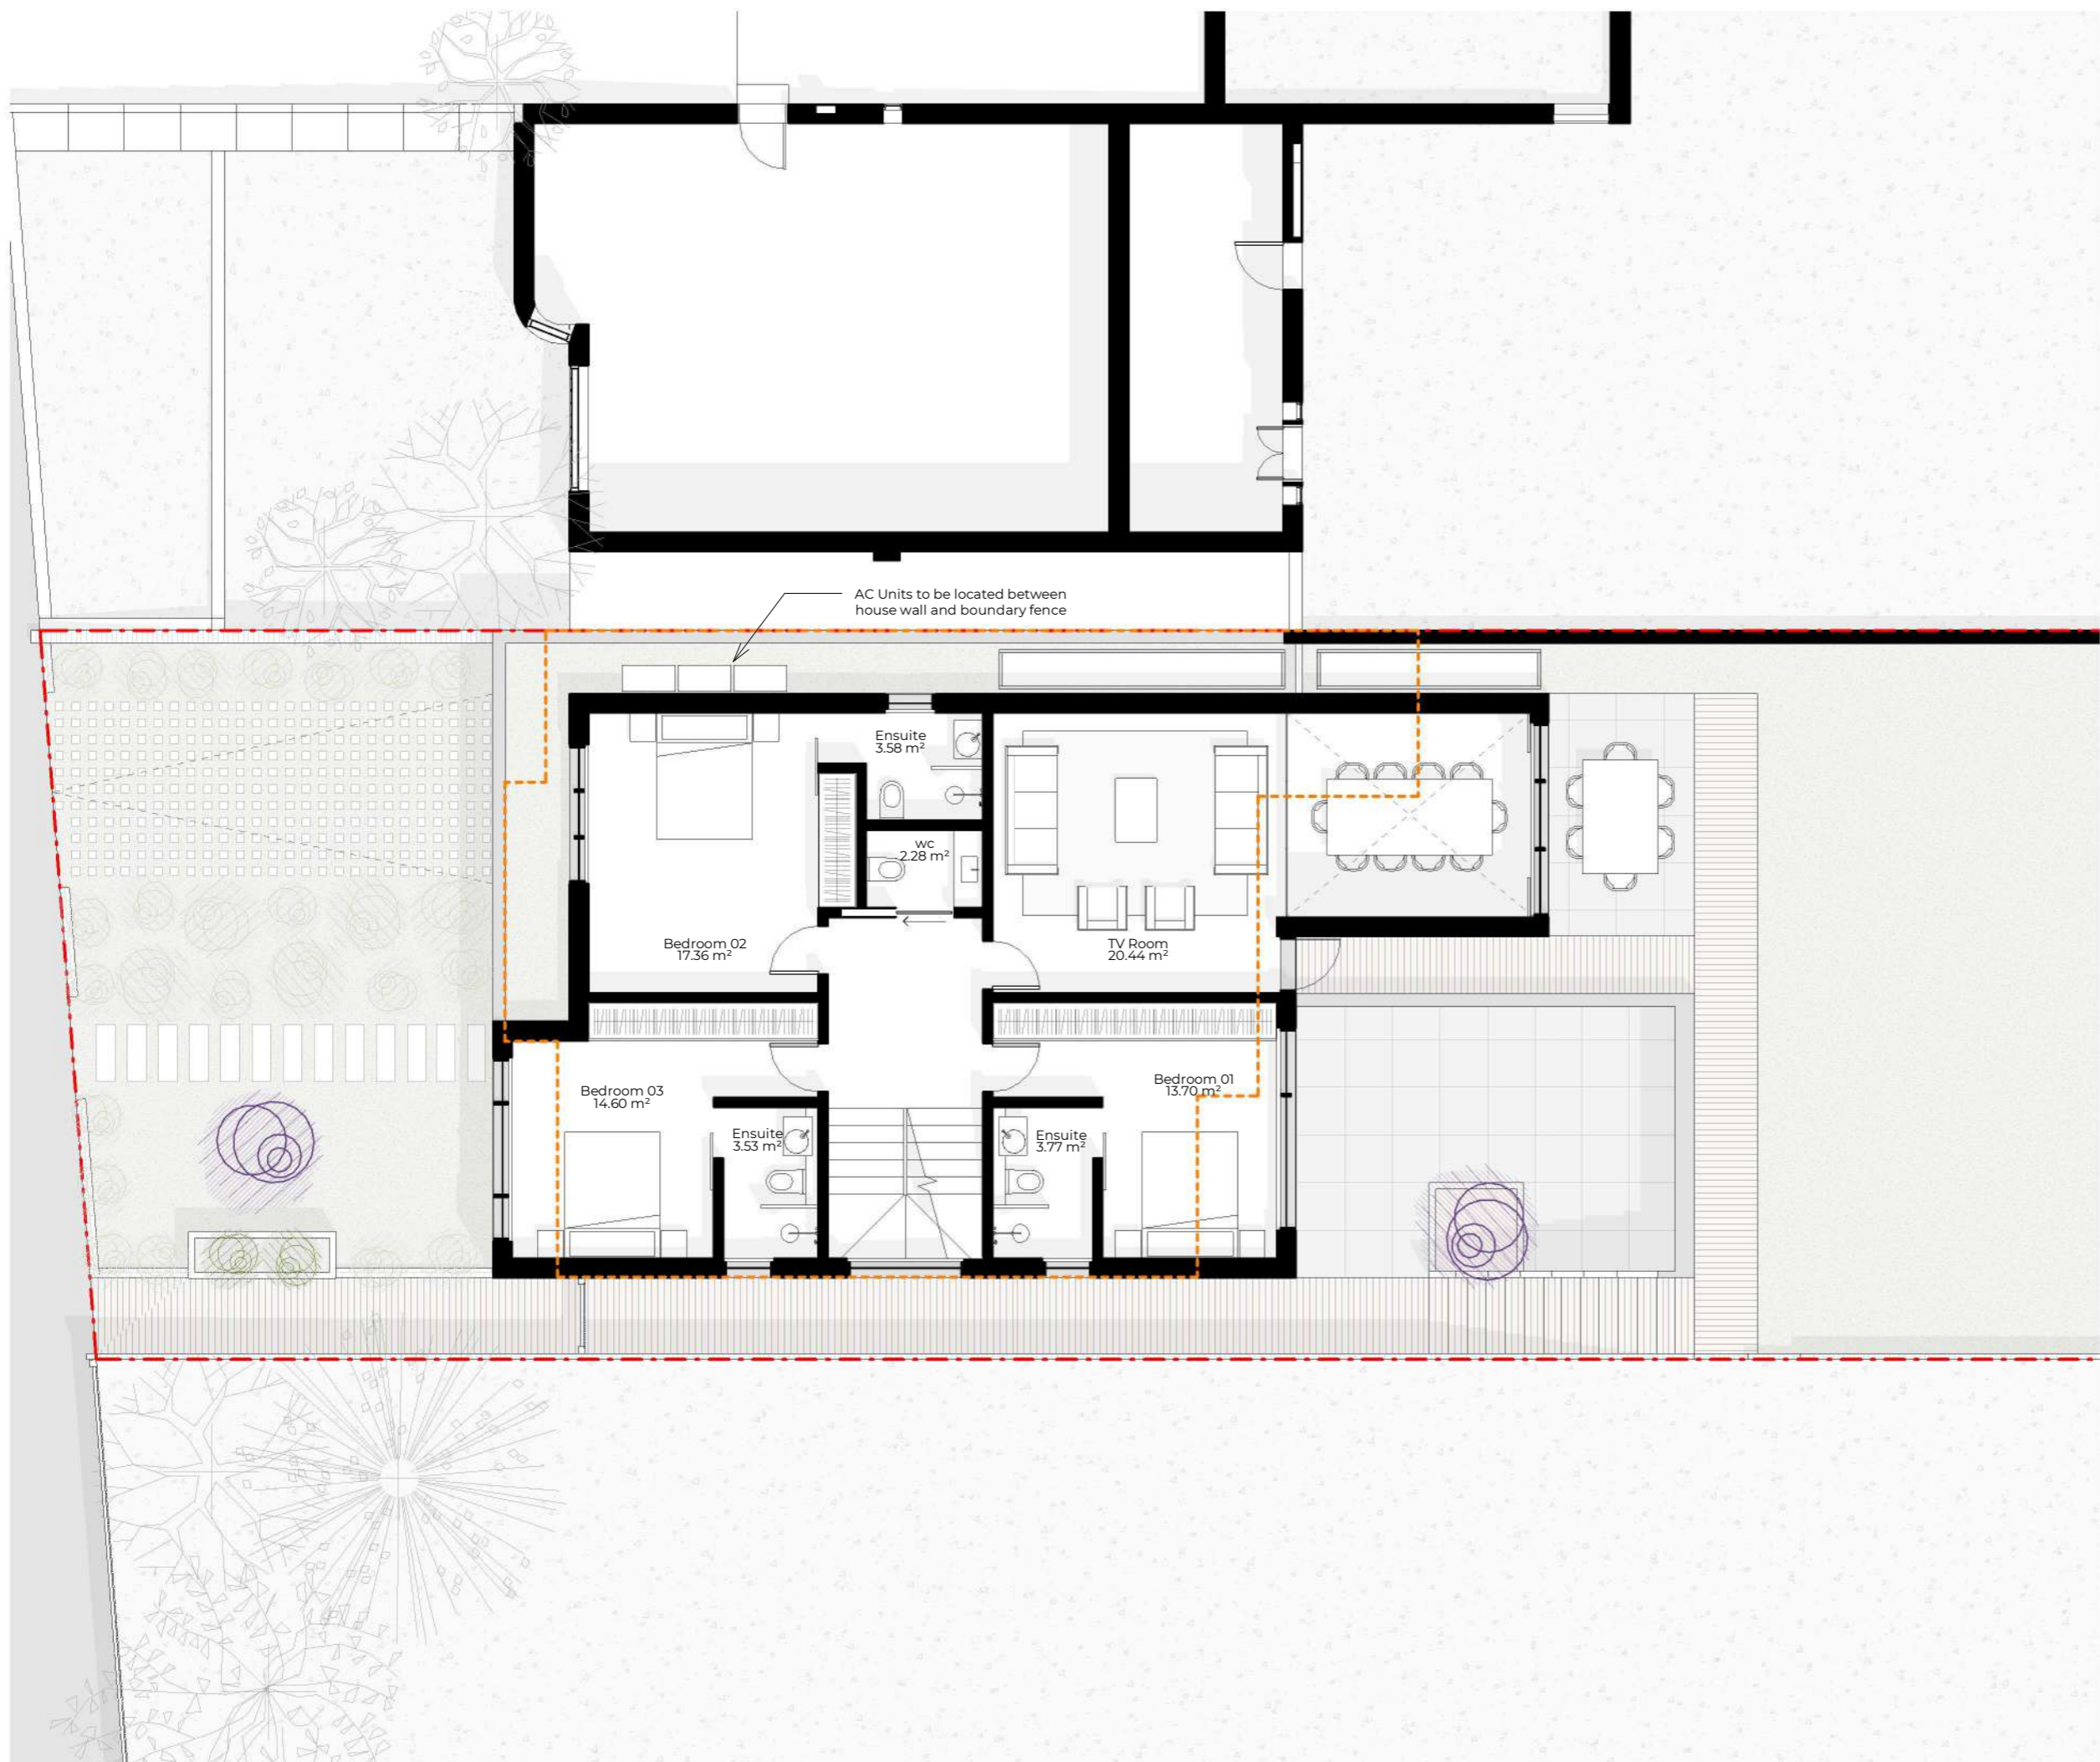 AC Units to be located between
house wall and boundary fence
Ensuite
3.58 m²
wc
2.28 m²
Bedroom 02
17.36 m²
TV Room
20.44 m²
Bedroom 03
14.60 m²
Bedroom 01
13.70 m²
Ensuite
3.53 m²
Ensuite
3.77 m²